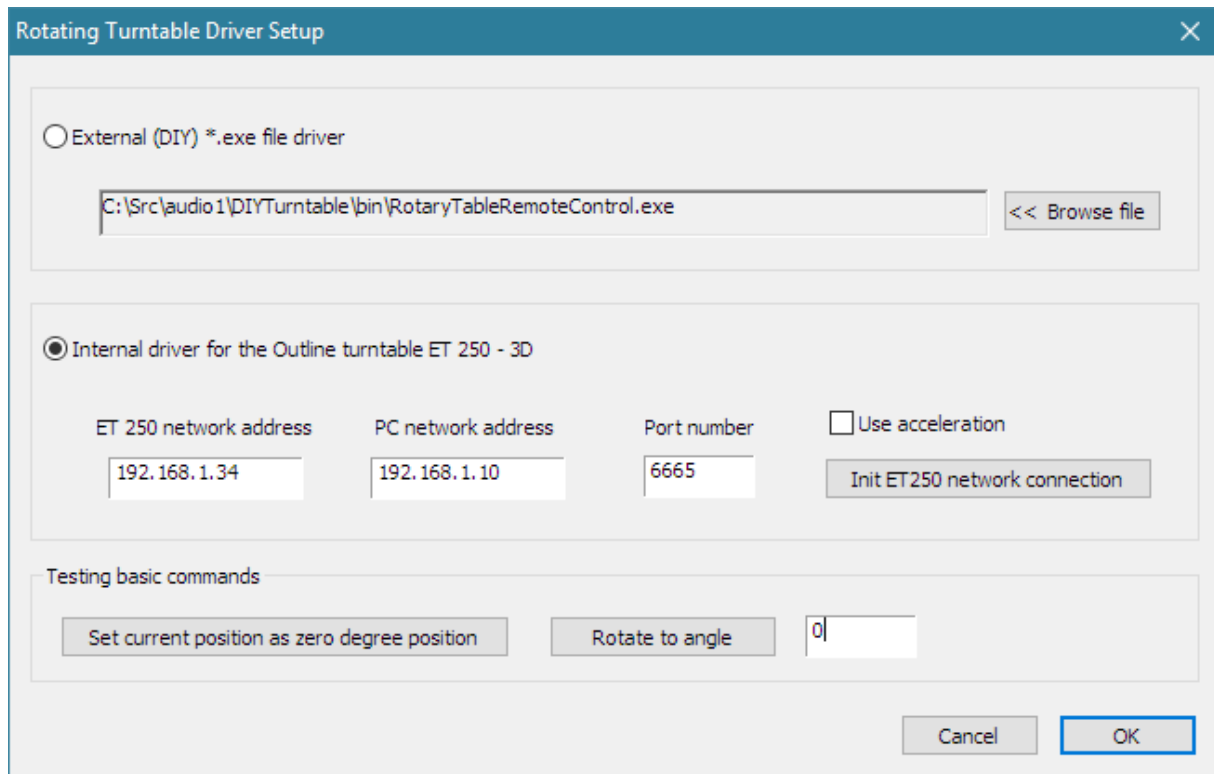 Rotating Turntable Driver Setup
External (DIY) *.exe file driver
C:\Src\audio1\DIYTurntable\bin\RotaryTableRemoteControl.exe
<< Browse file
Internal driver for the Outline turntable ET 250 - 3D
ET 250 network address
PC network address
Port number
Use acceleration
192.168.1.34
192.168.1.10
6665
Init ET250 network connection
Testing basic commands
Set current position as zero degree position
Rotate to angle
0
Cancel
OK